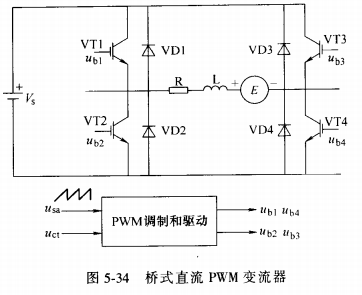 VT1
u_b1
VD1
VD3
VT3
u_b3
+
V_s
R
L
+
E
−
VT2
u_b2
VD2
VD4
VT4
u_b4
u_sa
u_ct
PWM调制和驱动
u_b1 u_b4
u_b2 u_b3
图 5-34 桥式直流 PWM 变流器